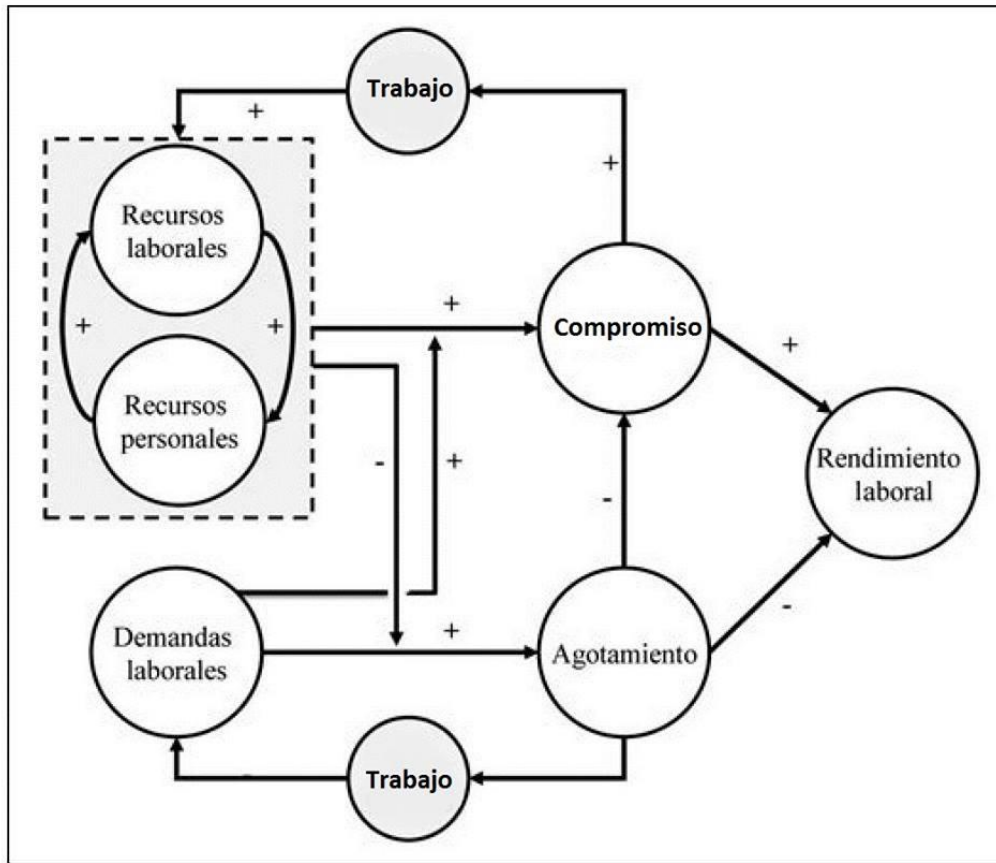 Trabajo
+
+
Recursos
laborales
+
+
+
Compromiso
+
Recursos
personales
-
+
-
Rendimiento
laboral
Demandas
laborales
+
Agotamiento
-
Trabajo